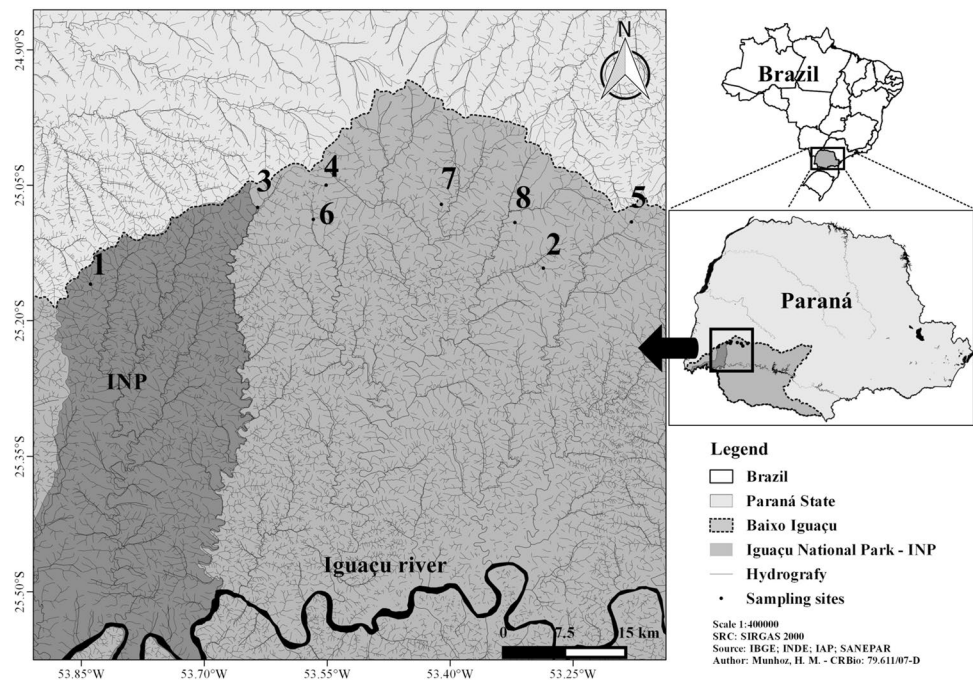 24.90°S
25.05°S
25.20°S
25.35°S
25.50°S
53.85°W
53.70°W
53.55°W
53.40°W
53.25°W
N
1
2
3
4
5
6
7
8
INP
Iguaçu river
0 7.5 15 km
Brazil
Paraná
Legend
Brazil
Paraná State
Baixo Iguaçu
Iguaçu National Park - INP
Hydrografy
Sampling sites
Scale 1:400000
SRC: SIRGAS 2000
Source: IBGE; INDE; IAP; SANEPAR
Author: Munhoz, H. M. - CRBio: 79.611/07-D